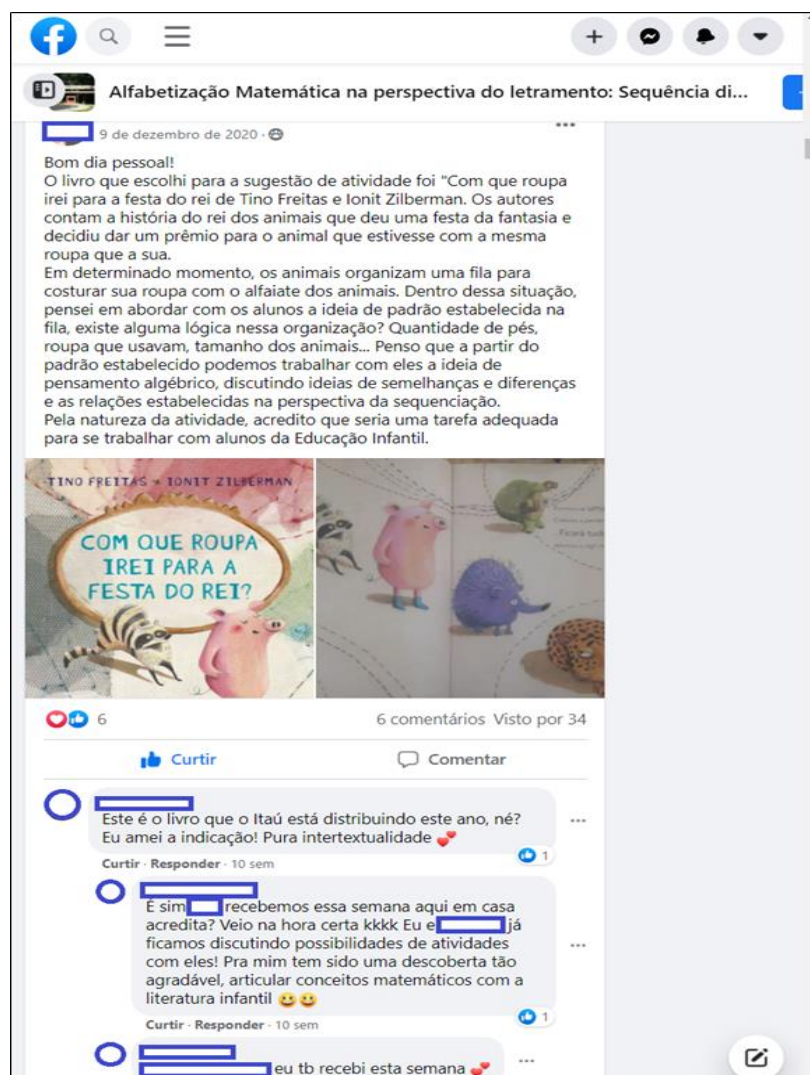 Alfabetização Matemática na perspectiva do letramento: Sequência di...
9 de dezembro de 2020 ·
Bom dia pessoal!
O livro que escolhi para a sugestão de atividade foi "Com que roupa
irei para a festa do rei de Tino Freitas e Ionit Zilberman. Os autores
contam a história do rei dos animais que deu uma festa da fantasia e
decidiu dar um prêmio para o animal que estivesse com a mesma
roupa que a sua.
Em determinado momento, os animais organizam uma fila para
costurar sua roupa com o alfaiate dos animais. Dentro dessa situação,
pensei em abordar com os alunos a ideia de padrão estabelecida na
fila, existe alguma lógica nessa organização? Quantidade de pés,
roupa que usavam, tamanho dos animais... Penso que a partir do
padrão estabelecido podemos trabalhar com eles a ideia de
pensamento algébrico, discutindo ideias de semelhanças e diferenças
e as relações estabelecidas na perspectiva da sequenciação.
Pela natureza da atividade, acredito que seria uma tarefa adequada
para se trabalhar com alunos da Educação Infantil.
TINO FREITAS * IONIT ZILBERMAN
COM QUE ROUPA
IREI PARA A
FESTA DO REI?
6
6 comentários Visto por 34
Curtir
Comentar
Este é o livro que o Itaú está distribuindo este ano, né?
Eu amei a indicação! Pura intertextualidade 💕
Curtir · Responder · 10 sem
1
É sim recebemos essa semana aqui em casa
acredita? Veio na hora certa kkkk Eu e já
ficamos discutindo possibilidades de atividades
com eles! Pra mim tem sido uma descoberta tão
agradável, articular conceitos matemáticos com a
literatura infantil 😀😀
Curtir · Responder · 10 sem
1
eu tb recebi esta semana 💕